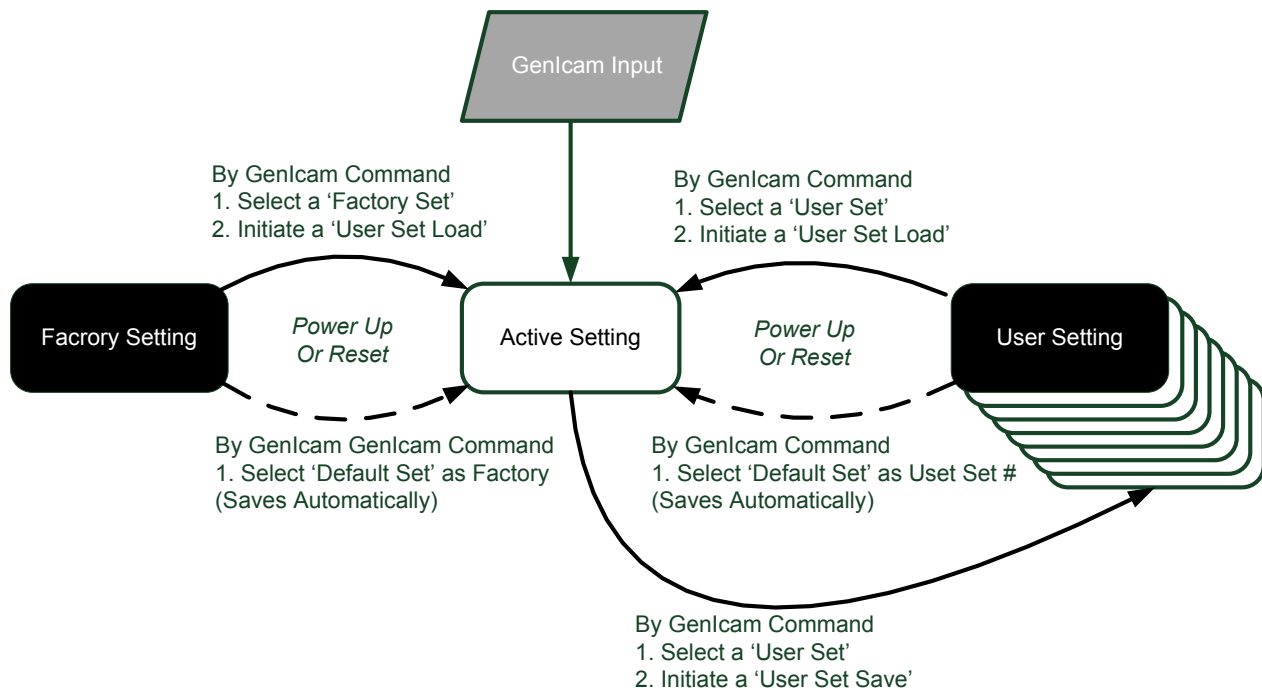 GenIcam Input
By GenIcam Command
1. Select a ‘Factory Set’
2. Initiate a ‘User Set Load’
By GenIcam Command
1. Select a ‘User Set’
2. Initiate a ‘User Set Load’
Facrory Setting
Power Up
Or Reset
Active Setting
Power Up
Or Reset
User Setting
By GenIcam GenIcam Command
1. Select ‘Default Set’ as Factory
(Saves Automatically)
By GenIcam Command
1. Select ‘Default Set’ as Uset Set #
(Saves Automatically)
By GenIcam Command
1. Select a ‘User Set’
2. Initiate a ‘User Set Save’